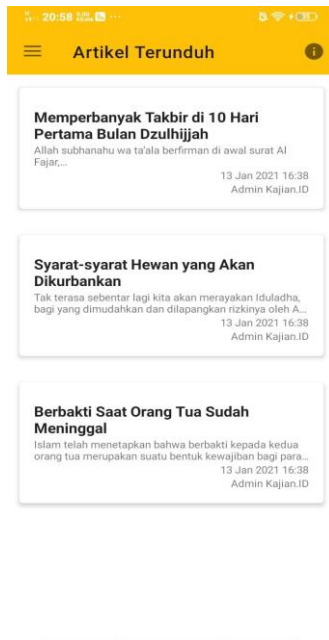 20:58
Artikel Terunduh
Memperbanyak Takbir di 10 Hari
Pertama Bulan Dzulhijjah
Allah subhanahu wa ta'ala berfirman di awal surat Al
Fajar,...
13 Jan 2021 16:38
Admin Kajian.ID
Syarat-syarat Hewan yang Akan
Dikurbankan
Tak terasa sebentar lagi kita akan merayakan Iduladha,
bagi yang dimudahkan dan dilapangkan rizkinya oleh A...
13 Jan 2021 16:38
Admin Kajian.ID
Berbakti Saat Orang Tua Sudah
Meninggal
Islam telah menetapkan bahwa berbakti kepada kedua
orang tua merupakan suatu bentuk kewajiban bagi para...
13 Jan 2021 16:38
Admin Kajian.ID